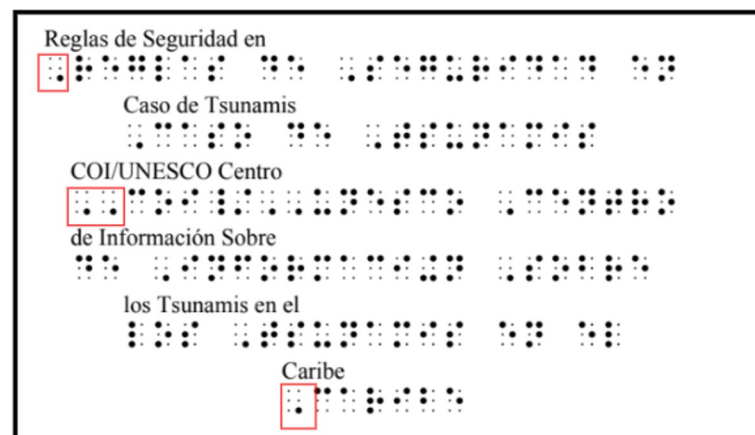 Reglas de Seguridad en
⠠⠗⠑⠛⠇⠁⠎ ⠙⠑ ⠠⠎⠑⠛⠥⠗⠊⠙⠁⠙ ⠑⠝
Caso de Tsunamis
⠠⠉⠁⠎⠕ ⠙⠑ ⠠⠞⠎⠥⠝⠁⠍⠊⠎
COI/UNESCO Centro
⠠⠠⠉⠕⠊⠸⠌⠠⠠⠥⠝⠑⠎⠉⠕ ⠠⠉⠑⠝⠞⠗⠕
de Información Sobre
⠙⠑ ⠠⠊⠝⠋⠕⠗⠍⠁⠉⠊⠬⠝ ⠠⠎⠕⠃⠗⠑
los Tsunamis en el
⠇⠕⠎ ⠠⠞⠎⠥⠝⠁⠍⠊⠎ ⠑⠝ ⠑⠇
Caribe
⠠⠉⠁⠗⠊⠃⠑